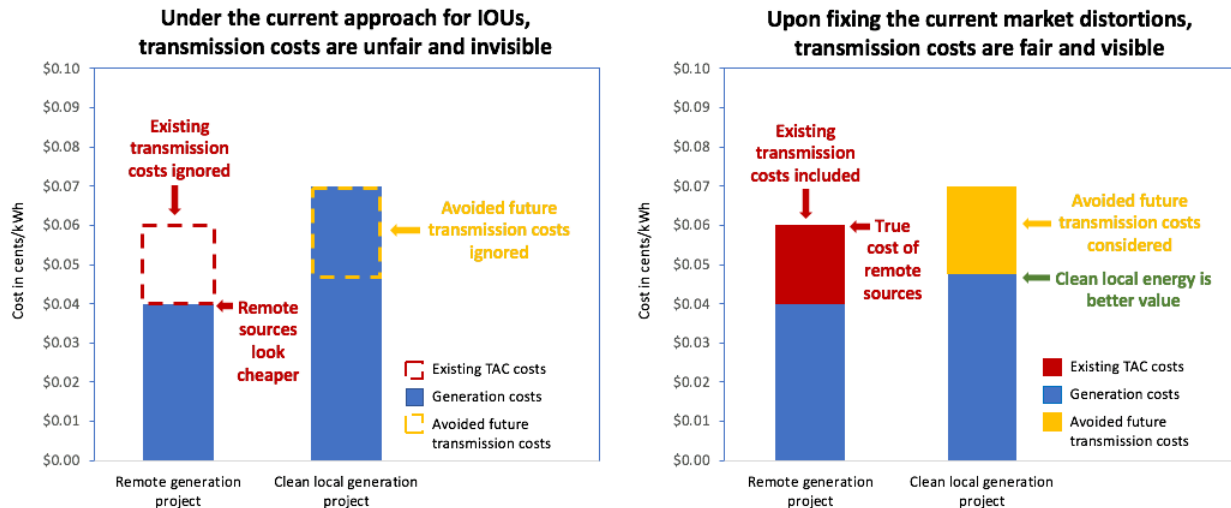 Under the current approach for IOUs,
transmission costs are unfair and invisible
$0.10
$0.09
$0.08
$0.07
$0.06
$0.05
$0.04
$0.03
$0.02
$0.01
$0.00
Cost in cents/kWh
Existing
transmission
costs ignored
Avoided future
transmission costs
ignored
Remote
sources
look
cheaper
Existing TAC costs
Generation costs
Avoided future
transmission costs
Remote generation
project
Clean local generation
project
Upon fixing the current market distortions,
transmission costs are fair and visible
$0.10
$0.09
$0.08
$0.07
$0.06
$0.05
$0.04
$0.03
$0.02
$0.01
$0.00
Cost in cents/kWh
Existing
transmission
costs included
True
cost of
remote
sources
Avoided future
transmission costs
considered
Clean local energy is
better value
Existing TAC costs
Generation costs
Avoided future
transmission costs
Remote generation
project
Clean local generation
project